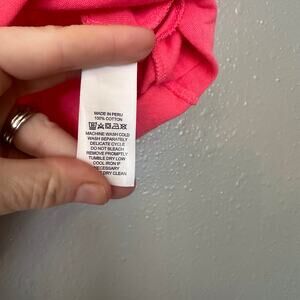 MADE IN PERU
100% COTTON
MACHINE WASH COLD
WASH SEPARATELY
DELICATE CYCLE
DO NOT BLEACH
REMOVE PROMPTLY
TUMBLE DRY LOW
COOL IRON IF
NECESSARY
DRY CLEAN